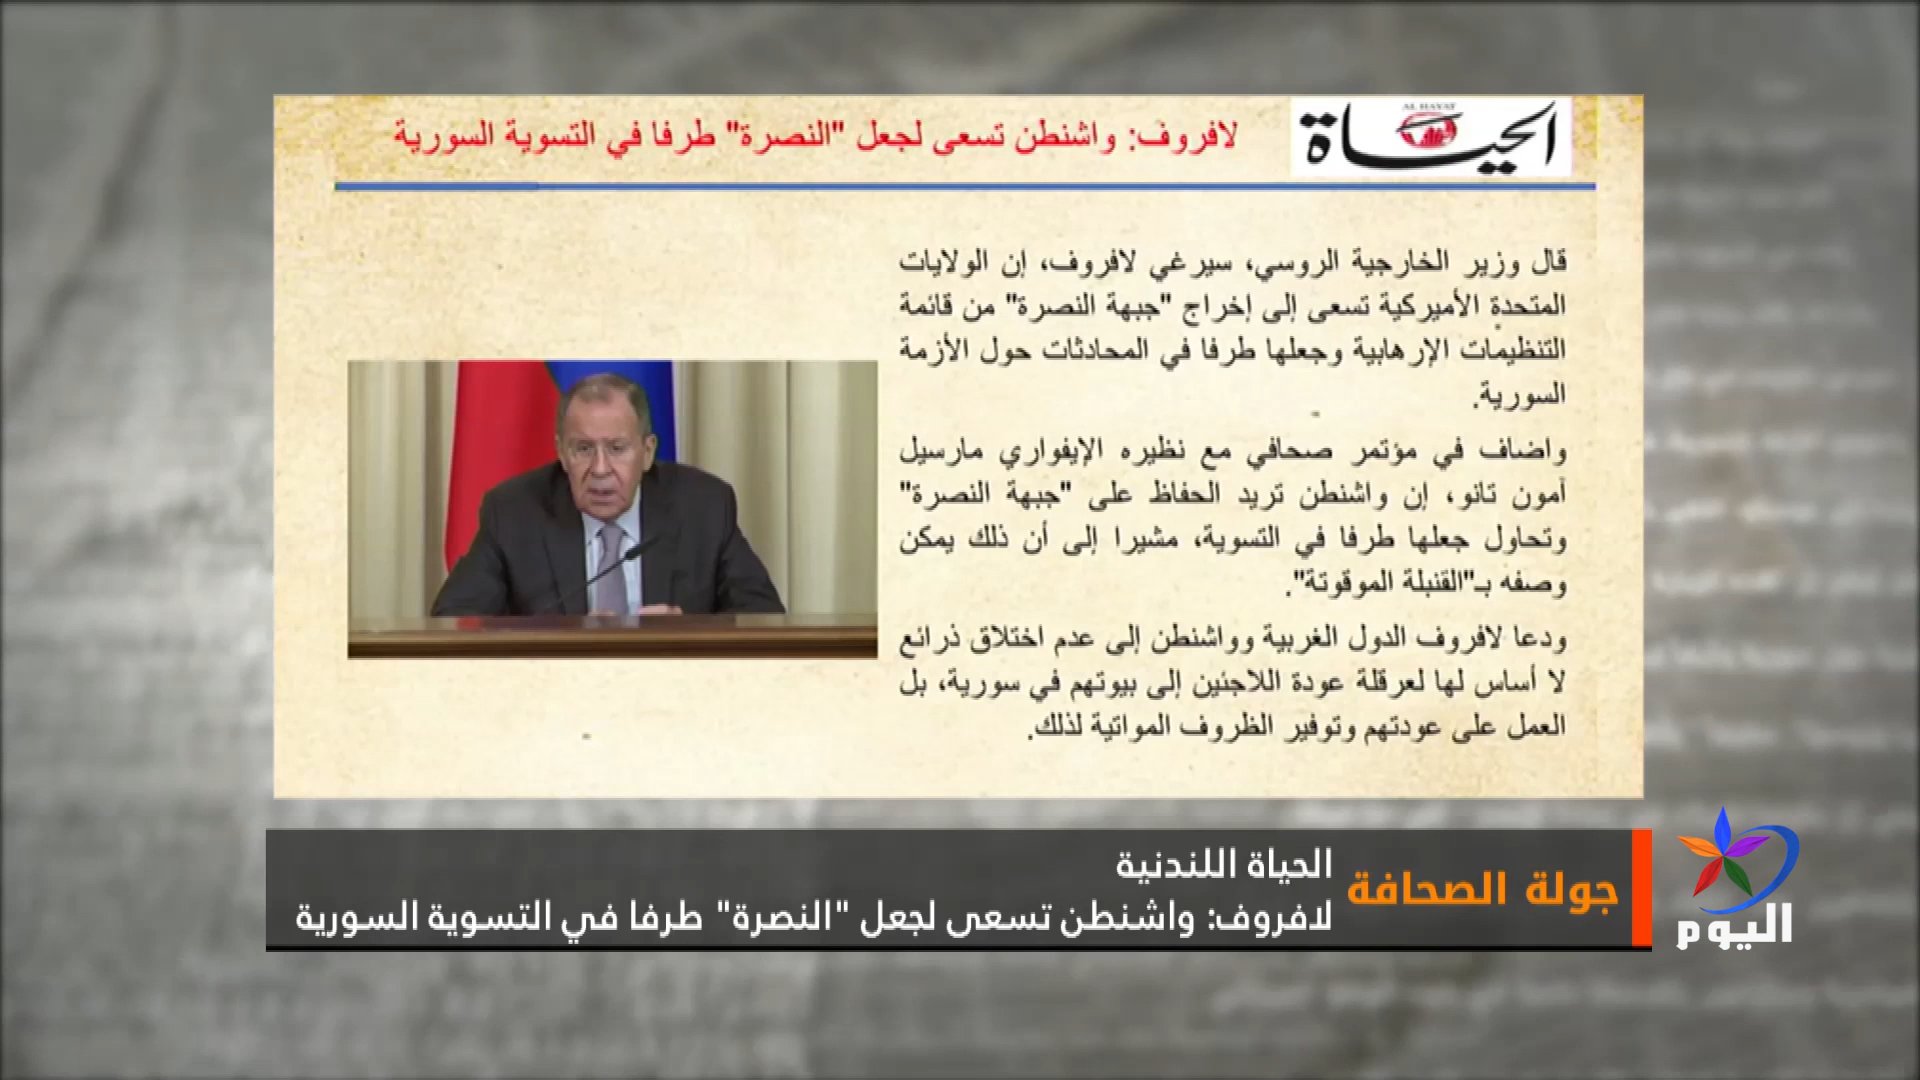 AL HAYAT
الحياة
لافروف: واشنطن تسعى لجعل "النصرة" طرفا في التسوية السورية
قال وزير الخارجية الروسي، سيرغي لافروف، إن الولايات
المتحدة الأميركية تسعى إلى إخراج "جبهة النصرة" من قائمة
التنظيمات الإرهابية وجعلها طرفا في المحادثات حول الأزمة
السورية.
واضاف في مؤتمر صحافي مع نظيره الإيفواري مارسيل
آمون تانو، إن واشنطن تريد الحفاظ على "جبهة النصرة"
وتحاول جعلها طرفا في التسوية، مشيرا إلى أن ذلك يمكن
وصفه بـ"القنبلة الموقوتة".
ودعا لافروف الدول الغربية وواشنطن إلى عدم اختلاق ذرائع
لا أساس لها لعرقلة عودة اللاجئين إلى بيوتهم في سورية، بل
العمل على عودتهم وتوفير الظروف المواتية لذلك.
جولة الصحافة
الحياة اللندنية
لافروف: واشنطن تسعى لجعل "النصرة" طرفا في التسوية السورية
اليوم